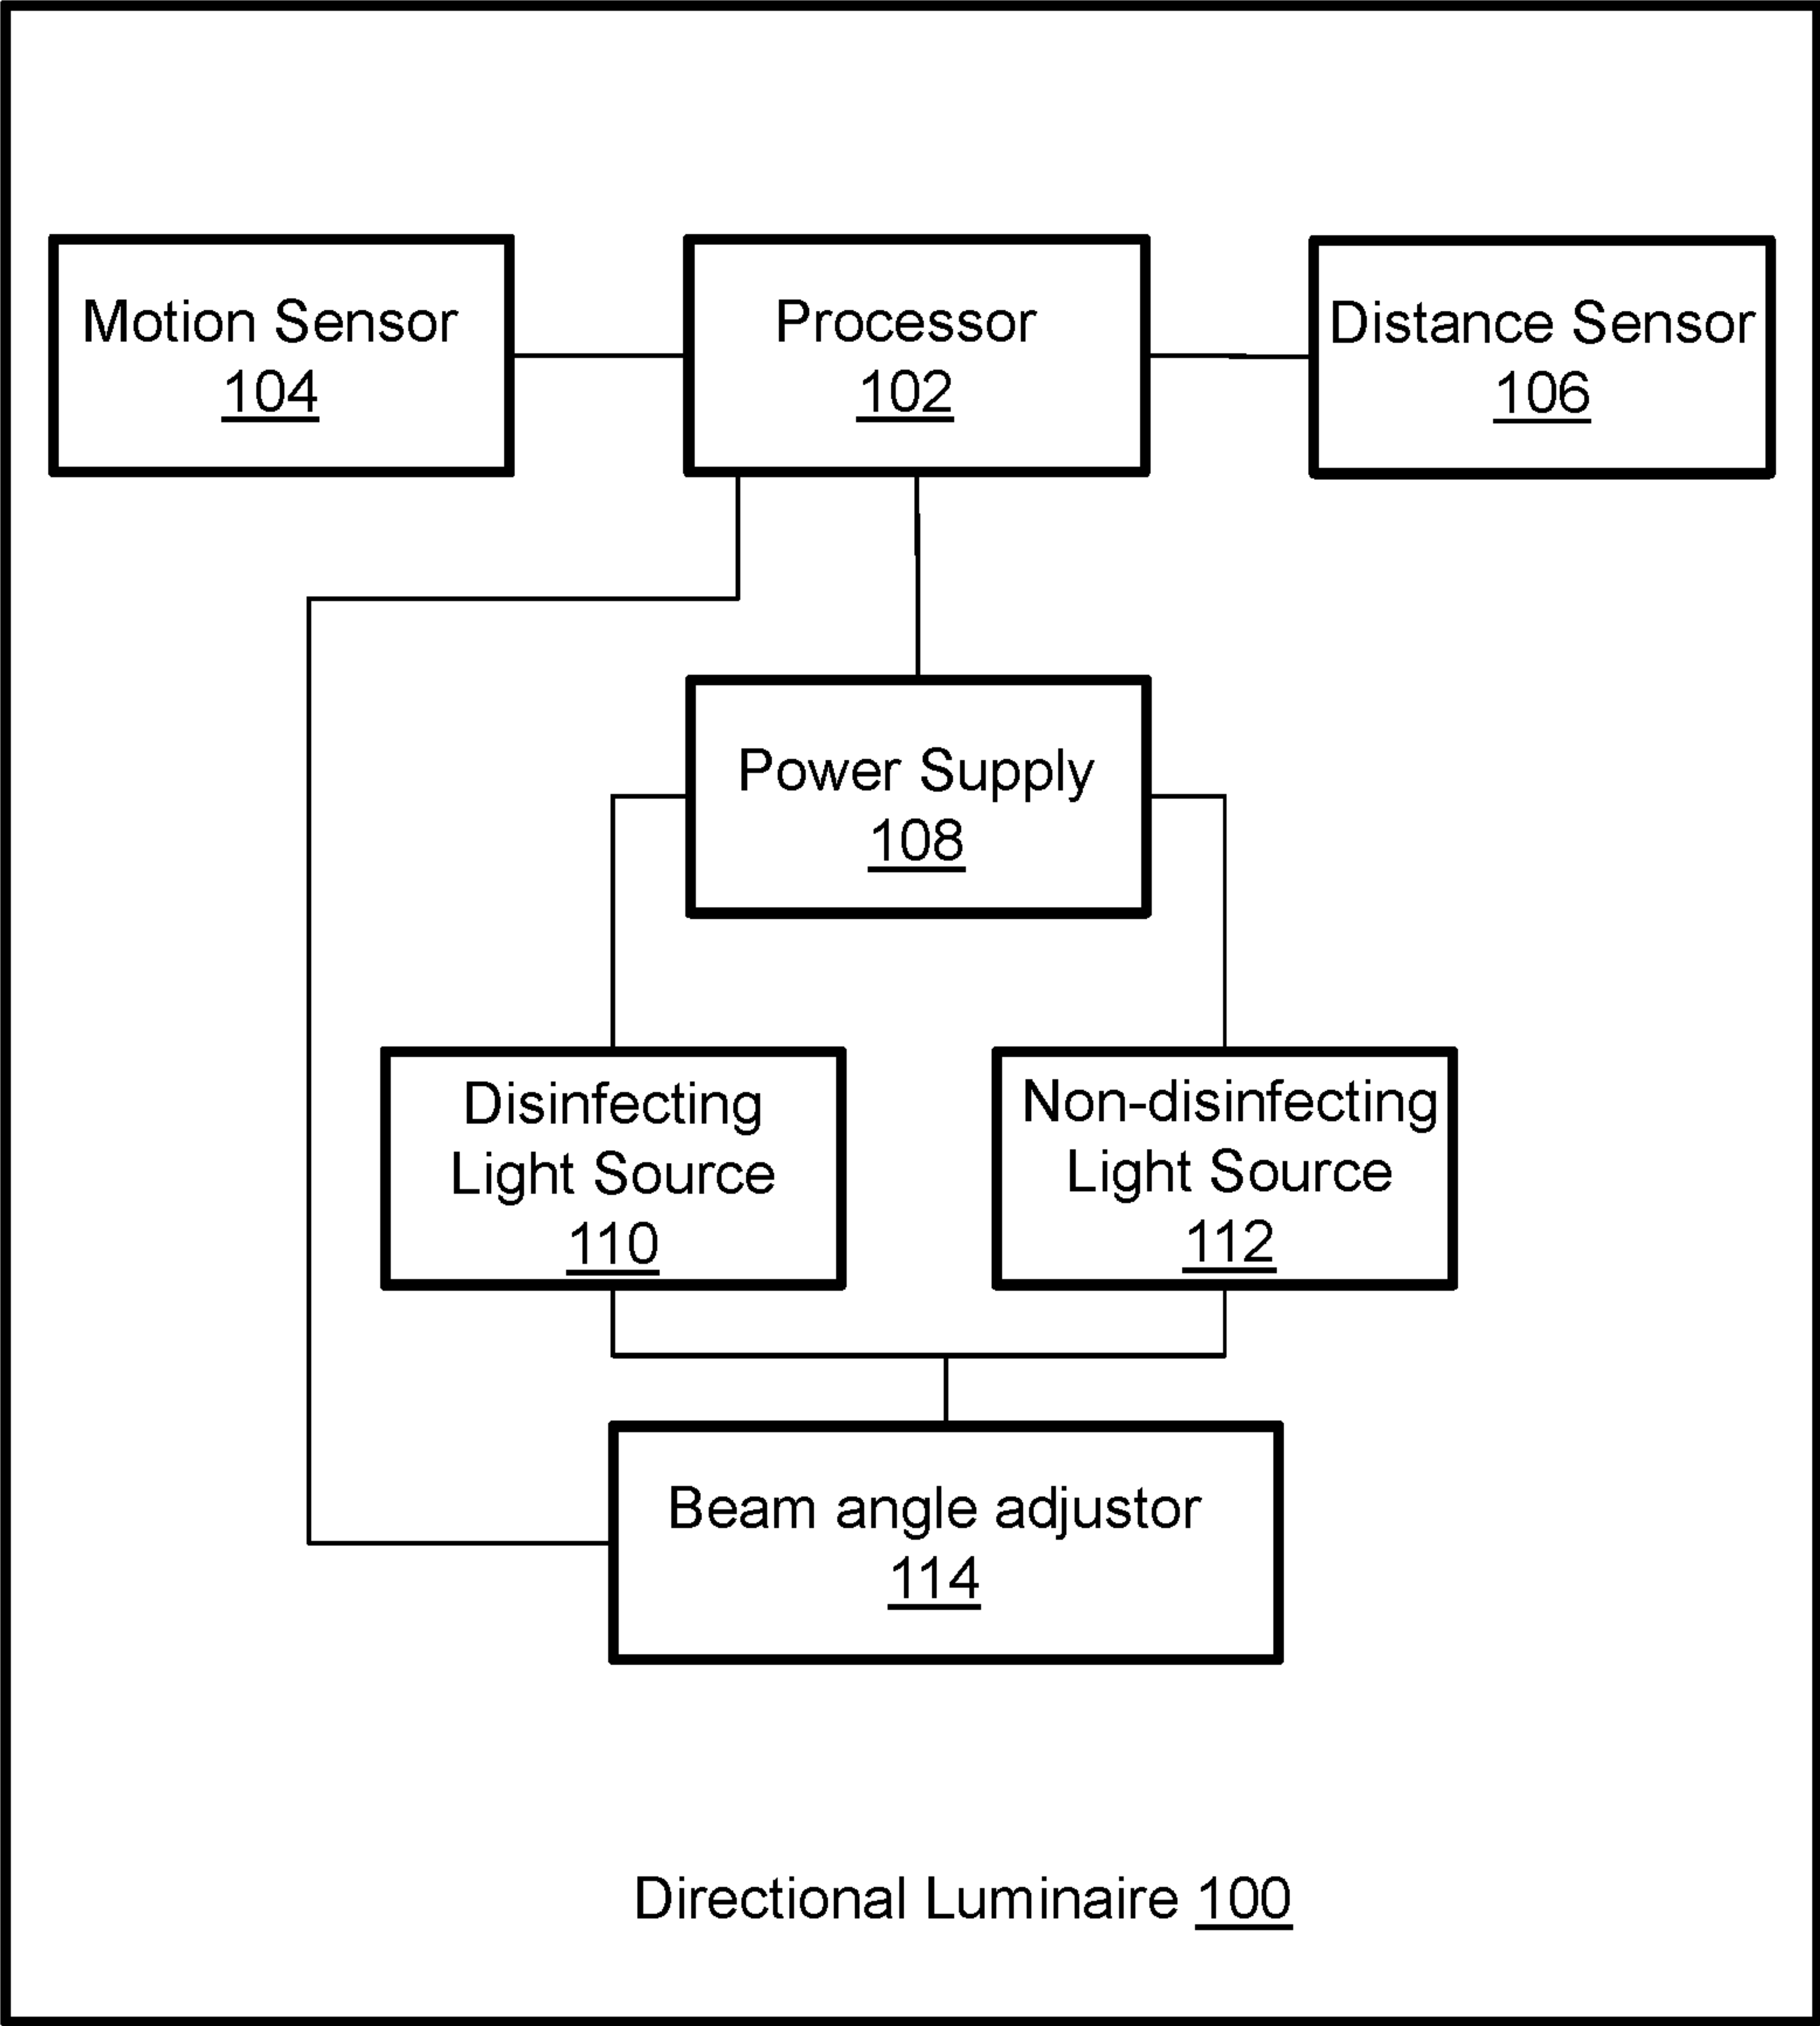 Motion Sensor
104
Processor
102
Distance Sensor
106
Power Supply
108
Disinfecting
Light Source
110
Non-disinfecting
Light Source
112
Beam angle adjustor
114
Directional Luminaire 100